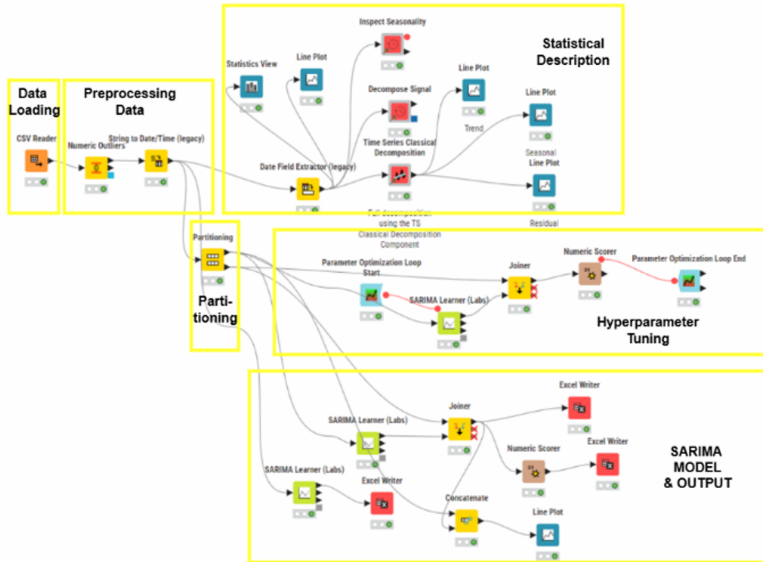 Inspect Seasonality
Statistical
Description
Statistics View
Line Plot
Data
Loading
Preprocessing
Data
Decompose Signal
Line Plot
Line Plot
CSV Reader
Numeric Outliers
String to Date/Time (legacy)
Trend
Time Series Classical
Decomposition
Date Field Extractor (legacy)
Seasonal
Line Plot
using the TS
Classical Decomposition
Component
Residual
Partitioning
Parti-
tioning
Parameter Optimization Loop
Start
Joiner
Numeric Scorer
Parameter Optimization Loop End
SARIMA Learner (Labs)
Hyperparameter
Tuning
SARIMA Learner (Labs)
Joiner
Excel Writer
Numeric Scorer
Excel Writer
SARIMA
MODEL
& OUTPUT
SARIMA Learner (Labs)
Excel Writer
Concatenate
Line Plot